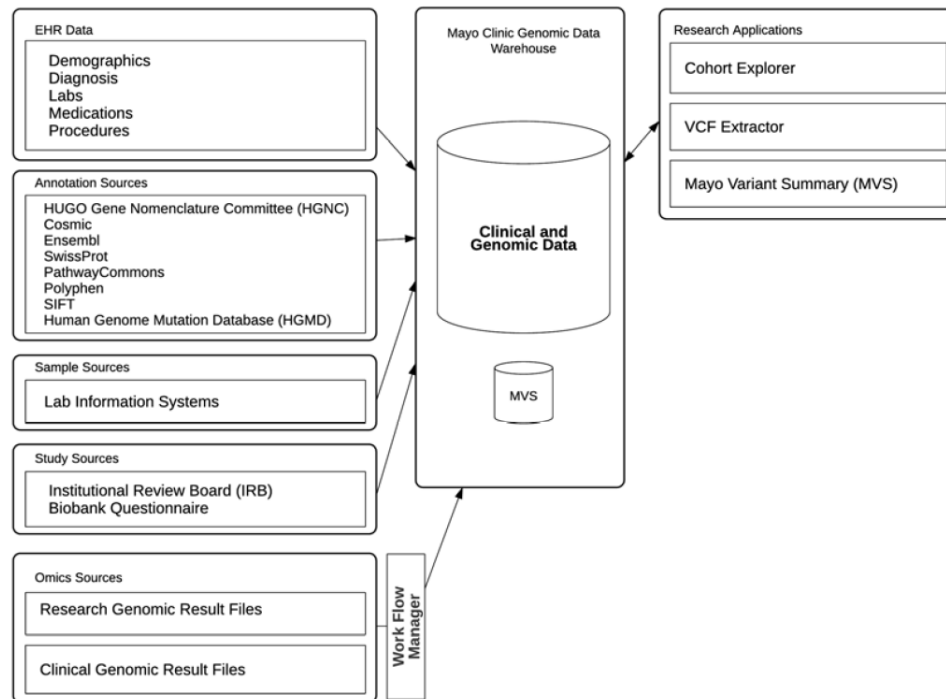 EHR Data
Demographics
Diagnosis
Labs
Medications
Procedures
Annotation Sources
HUGO Gene Nomenclature Committee (HGNC)
Cosmic
Ensembl
SwissProt
PathwayCommons
Polyphen
SIFT
Human Genome Mutation Database (HGMD)
Sample Sources
Lab Information Systems
Study Sources
Institutional Review Board (IRB)
Biobank Questionnaire
Omics Sources
Research Genomic Result Files
Clinical Genomic Result Files
Work Flow
Manager
Mayo Clinic Genomic Data
Warehouse
Clinical and
Genomic Data
MVS
Research Applications
Cohort Explorer
VCF Extractor
Mayo Variant Summary (MVS)